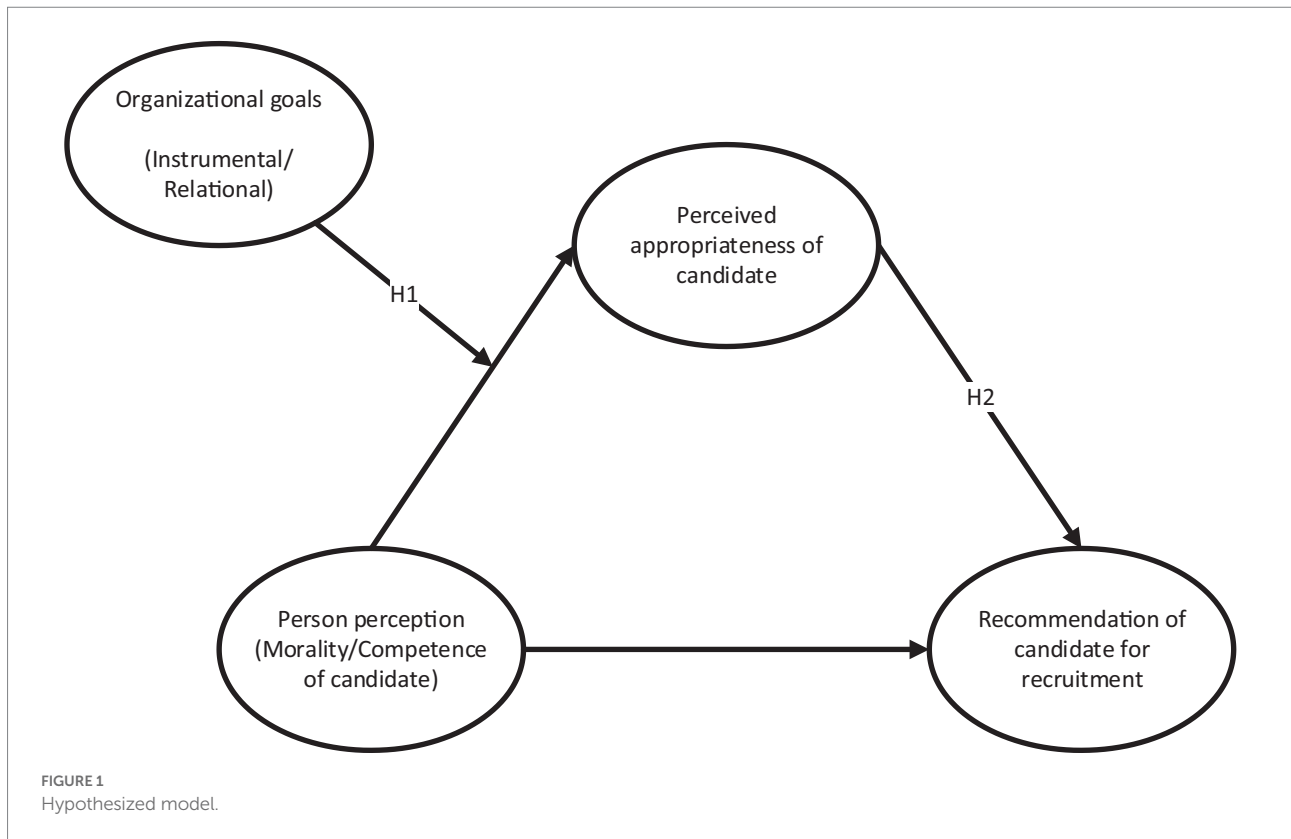 Organizational goals
(Instrumental/
Relational)
Perceived
appropriateness of
candidate
H1
H2
Person perception
(Morality/Competence
of candidate)
Recommendation of
candidate for
recruitment
FIGURE 1
Hypothesized model.